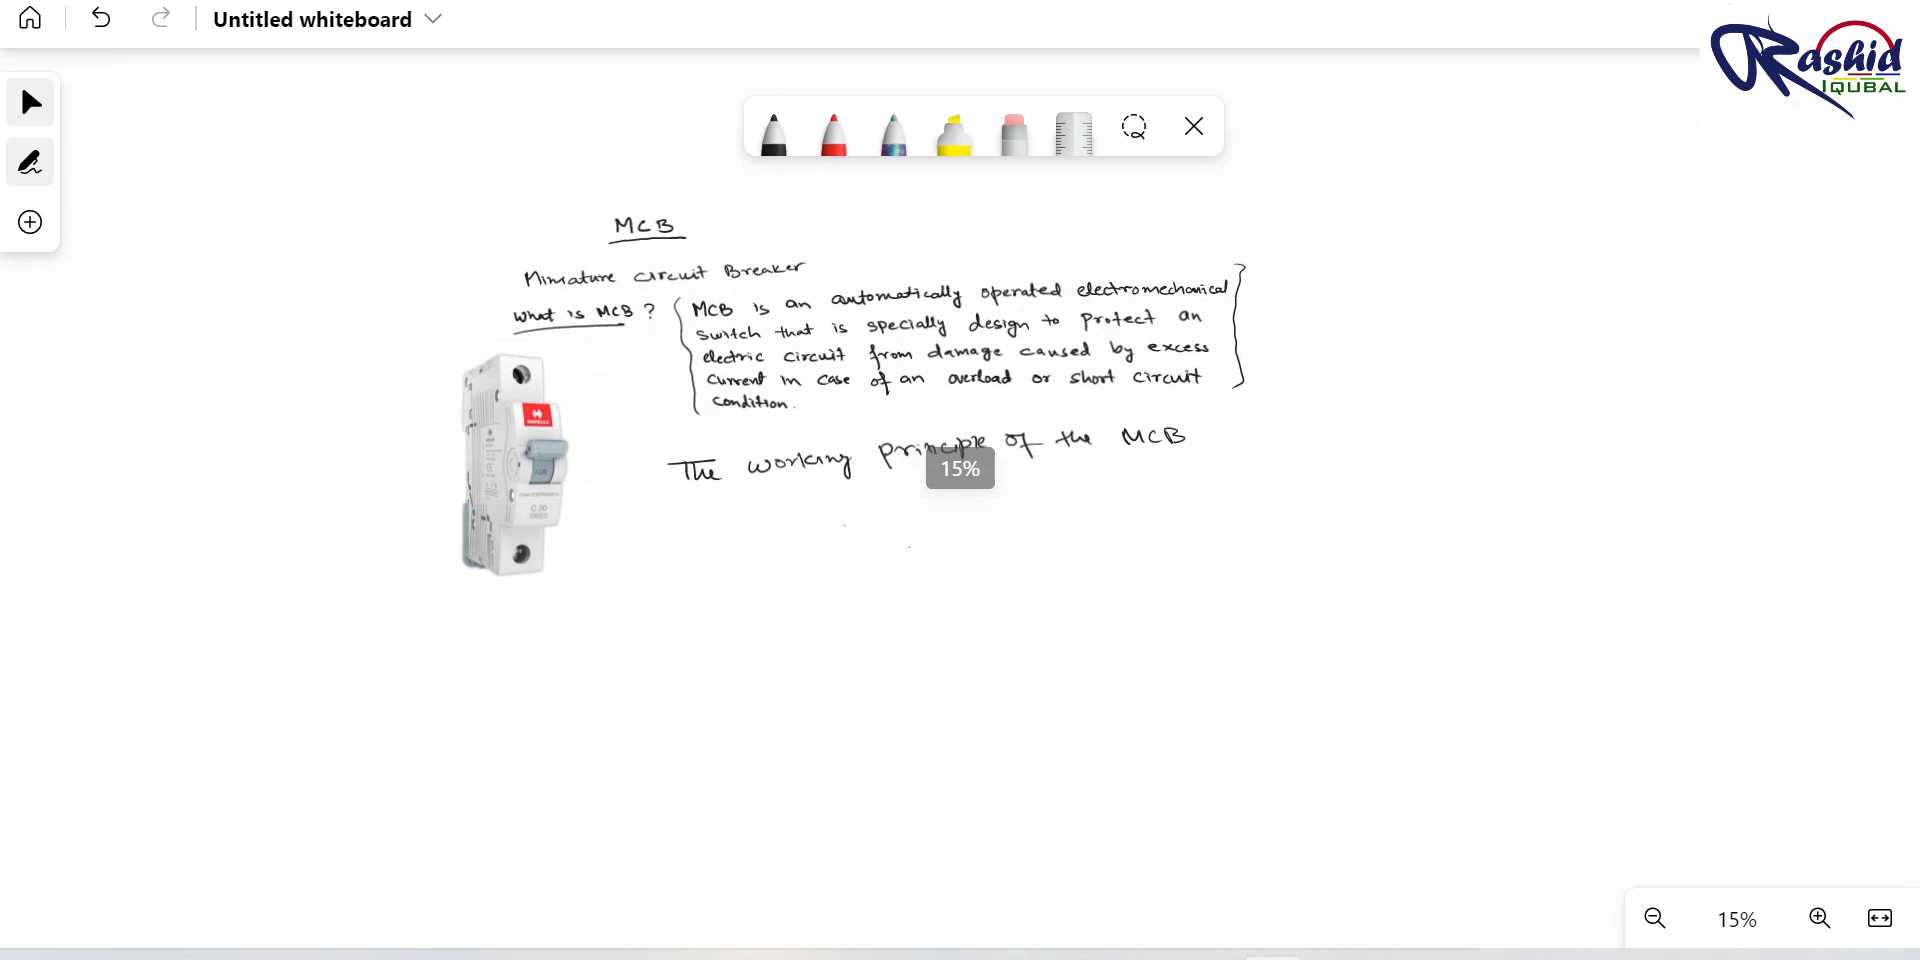 Untitled whiteboard
Rashid
IQUBAL
MCB
Miniature circuit Breaker
What is MCB ?
MCB is an automatically operated electromechanical
switch that is specially design to protect an
electric circuit from damage caused by excess
current in case of an overload or short circuit
condition.
HAVELLS
C 20
The working principle of the MCB
15%
15%